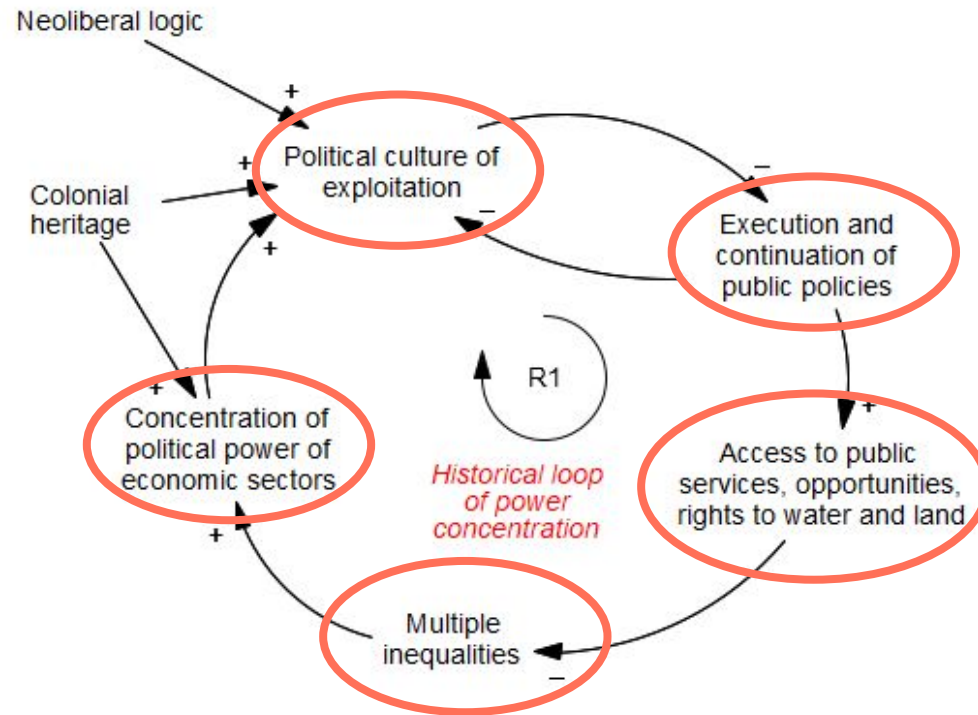 Neoliberal logic
+
Political culture of
exploitation
+
–
–
Colonial
heritage
+
Execution and
continuation of
public policies
R1
+
Concentration of
political power of
economic sectors
+
Access to public
services, opportunities,
rights to water and land
Historical loop
of power
concentration
+
Multiple
inequalities
–